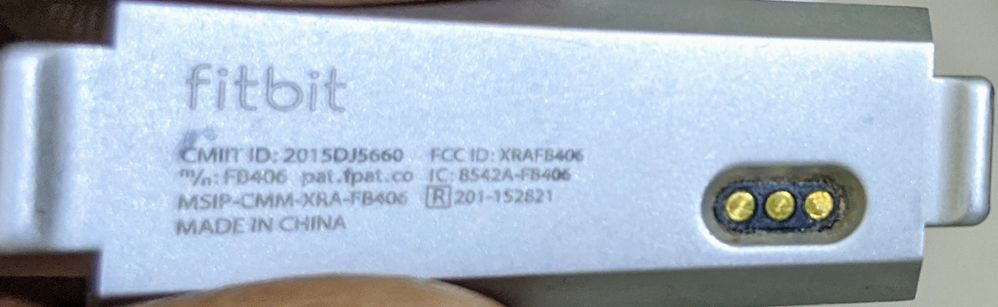 fitbit
CMIIT ID: 2015DJ5660 FCC ID: XRAFB406
m/n: FB406 pat.fpat.co IC: 8542A-FB406
MSIP-CMM-XRA-FB406 R 201-152821
MADE IN CHINA